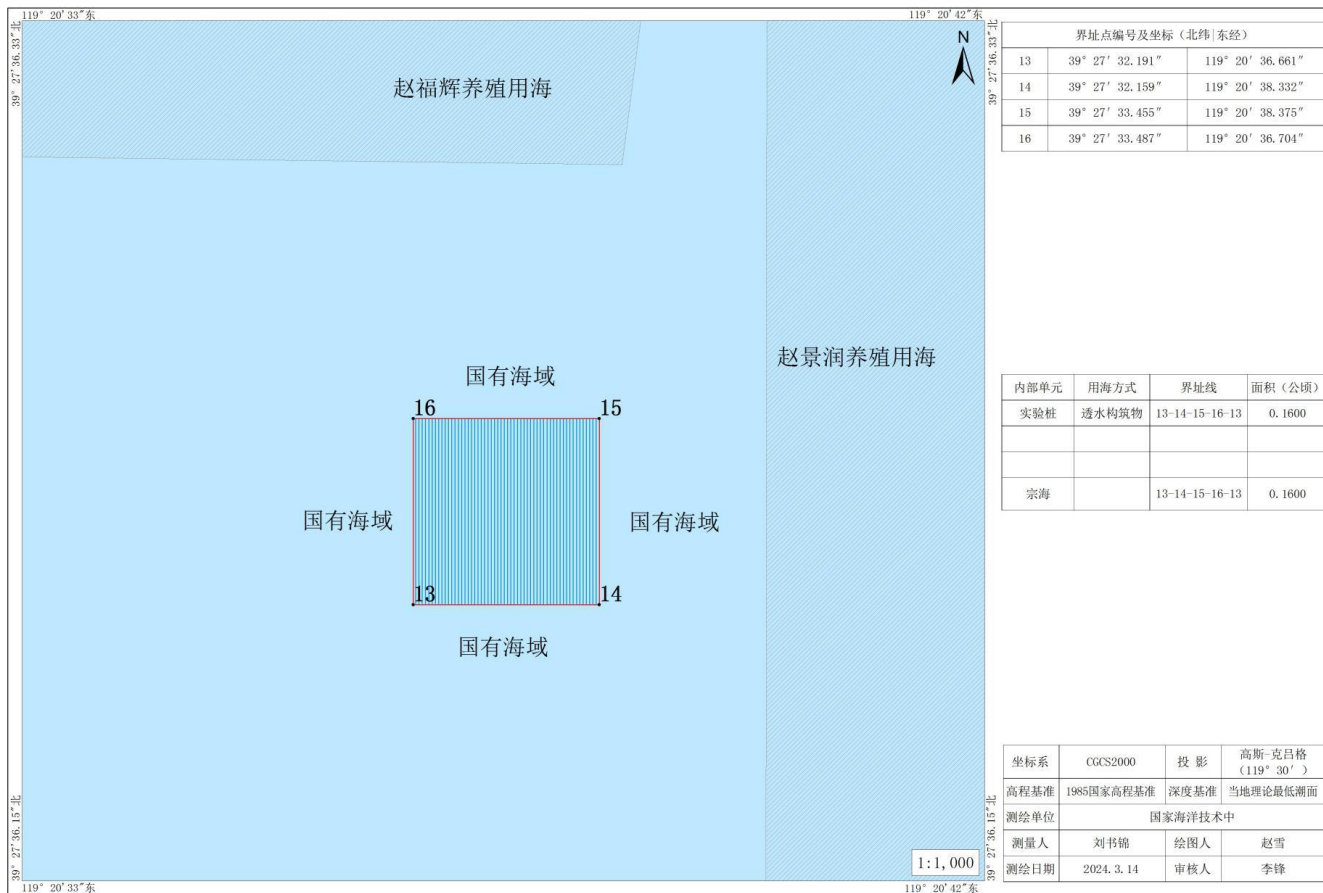 119° 20′33″东
119° 20′42″东
39° 27′36.33″北
39° 27′36.33″北
N
赵福辉养殖用海
赵景润养殖用海
国有海域
16
15
国有海域
国有海域
13
14
国有海域
1:1,000
39° 27′36.15″北
39° 27′36.15″北
119° 20′33″东
119° 20′42″东
界址点编号及坐标（北纬|东经）
13 39° 27′ 32.191″ 119° 20′ 36.661″
14 39° 27′ 32.159″ 119° 20′ 38.332″
15 39° 27′ 33.455″ 119° 20′ 38.375″
16 39° 27′ 33.487″ 119° 20′ 36.704″
内部单元 用海方式 界址线 面积（公顷）
实验桩 透水构筑物 13-14-15-16-13 0.1600
宗海 13-14-15-16-13 0.1600
坐标系 CGCS2000 投 影 高斯-克吕格
（119° 30′ ）
高程基准 1985国家高程基准 深度基准 当地理论最低潮面
测绘单位 国家海洋技术中
测量人 刘书锦 绘图人 赵雪
测绘日期 2024.3.14 审核人 李锋